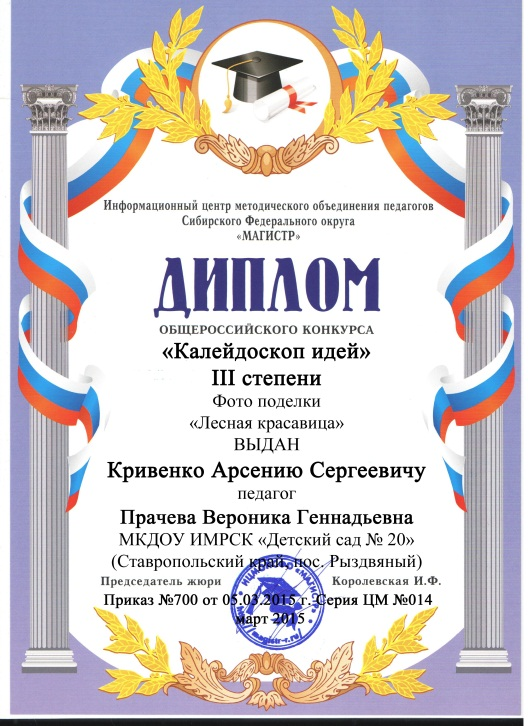 Информационный центр методического объединения педагогов
Сибирского Федерального округа
«МАГИСТР»
ДИПЛОМ
ОБЩЕРОССИЙСКОГО КОНКУРСА
«Калейдоскоп идей»
III степени
Фото поделки
«Лесная красавица»
ВЫДАН
Кривенко Арсению Сергеевичу
педагог
Прачева Вероника Геннадьевна
МКДОУ ИМРСК «Детский сад № 20»
(Ставропольский край, пос. Рыздвяный)
Председатель жюри Королевская И.Ф.
Приказ №700 от 05.03.2015 г. Серия ЦМ №014
март 2015
magistr-r.ru